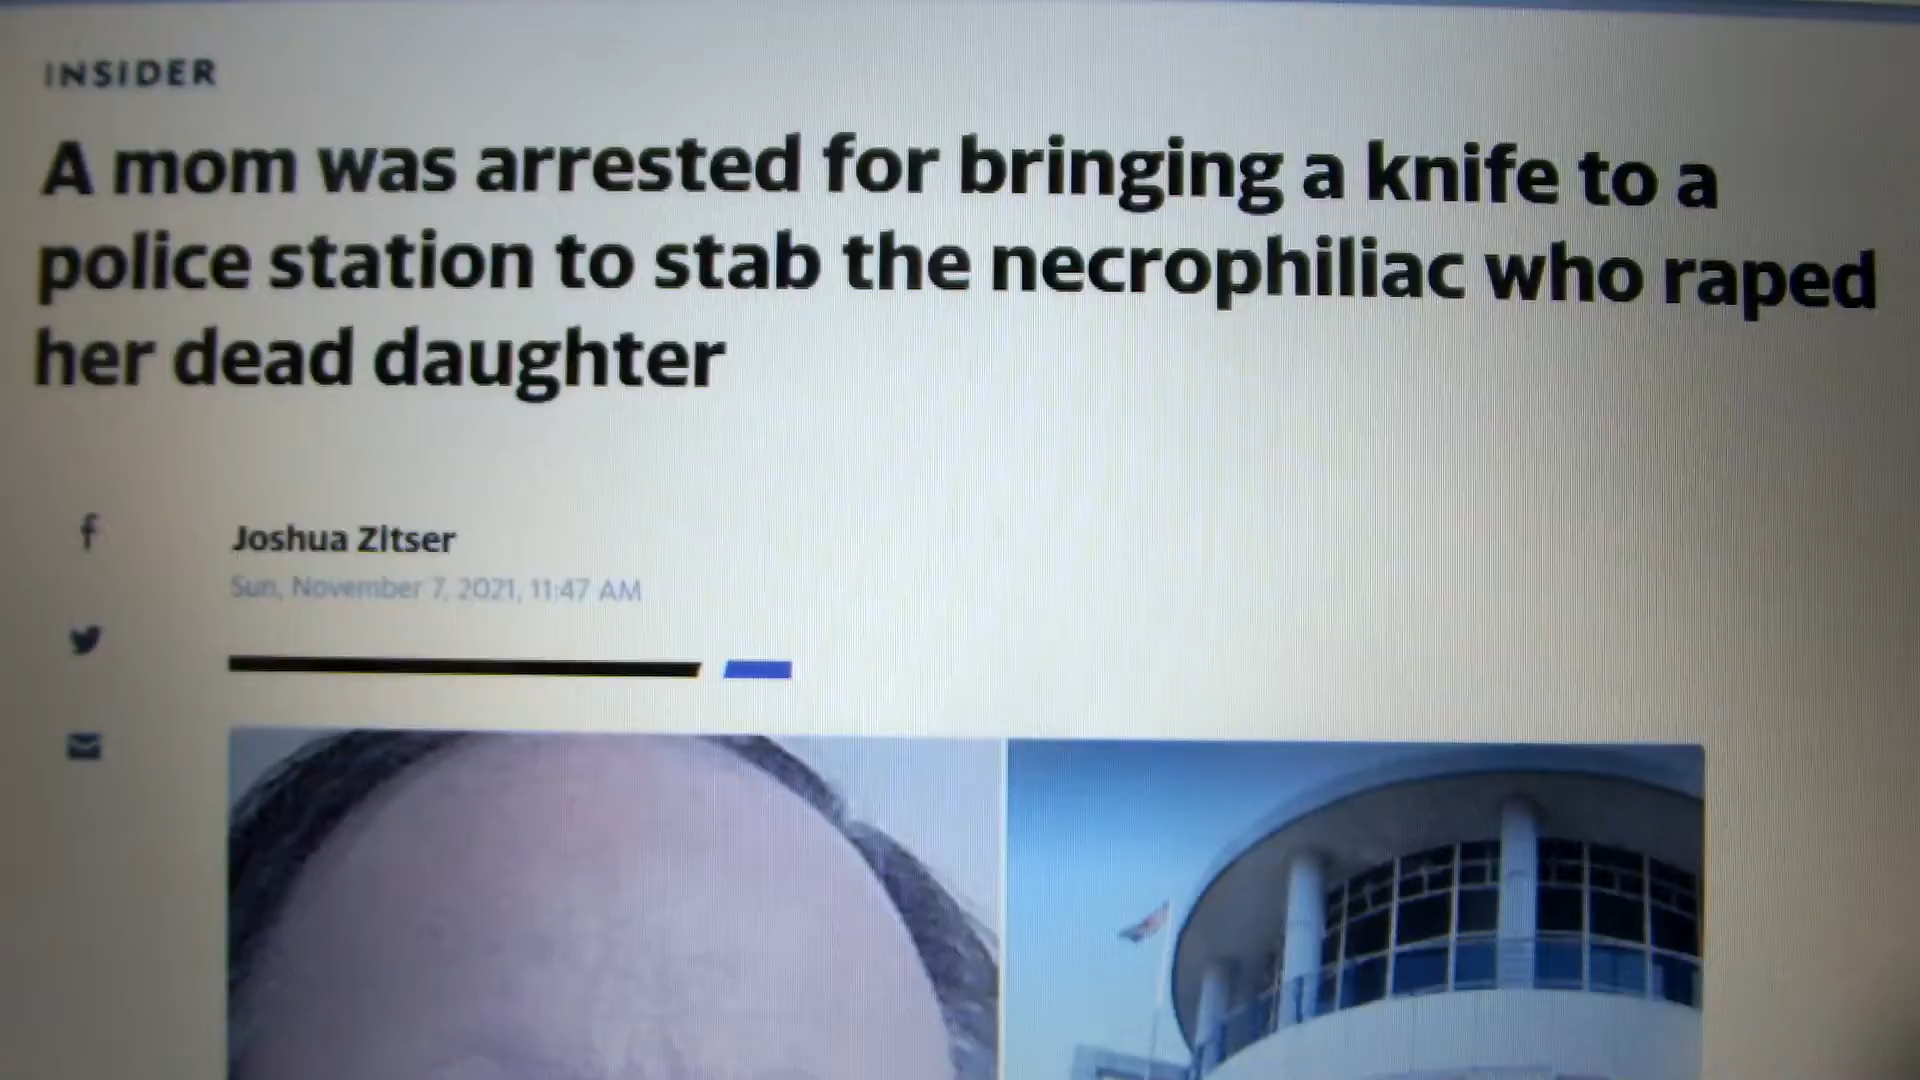 INSIDER
A mom was arrested for bringing a knife to a
police station to stab the necrophiliac who raped
her dead daughter
f
Joshua Zitser
Sun, November 7, 2021, 11:47 AM